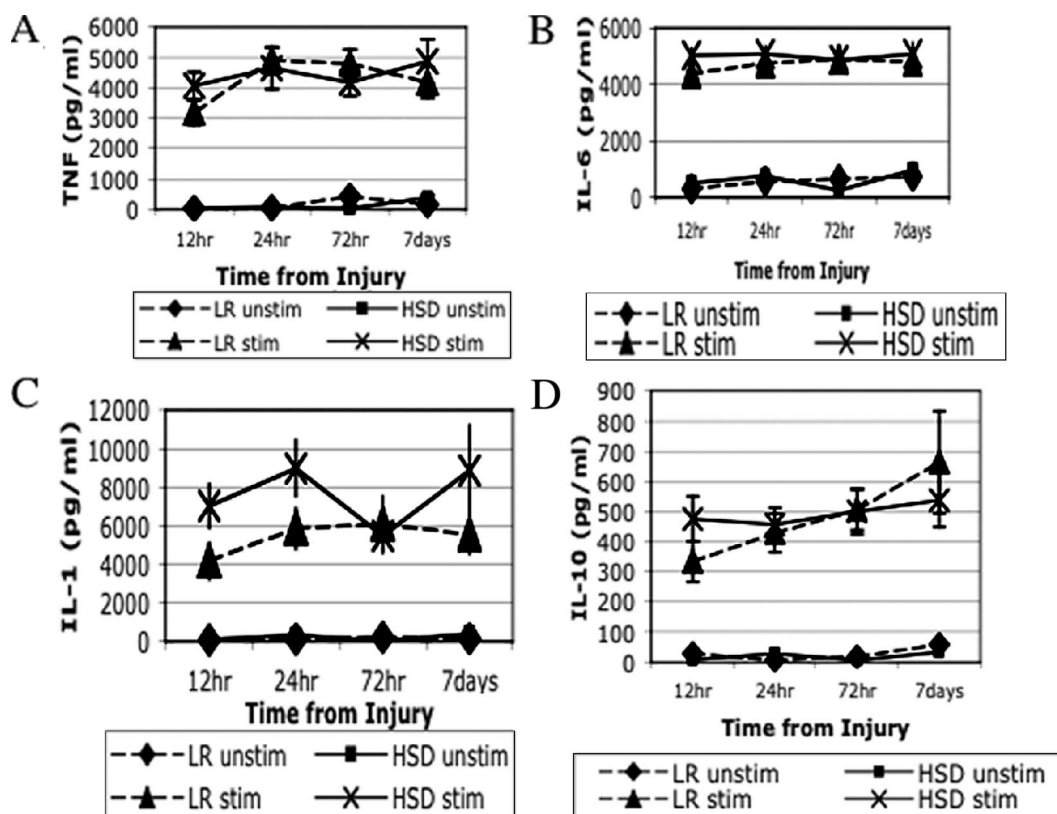 A
TNF (pg/ml)
6000
5000
4000
3000
2000
1000
0
12hr 24hr 72hr 7days
Time from Injury
LR unstim HSD unstim
LR stim HSD stim
B
IL-6 (pg/ml)
6000
4000
2000
0
12hr 24hr 72hr 7days
Time from Injury
LR unstim HSD unstim
LR stim HSD stim
C
IL-1 (pg/ml)
12000
10000
8000
6000
4000
2000
0
12hr 24hr 72hr 7days
Time from Injury
LR unstim HSD unstim
LR stim HSD stim
D
IL-10 (pg/ml)
900
800
700
600
500
400
300
200
100
0
12hr 24hr 72hr 7days
Time from Injury
LR unstim HSD unstim
LR stim HSD stim